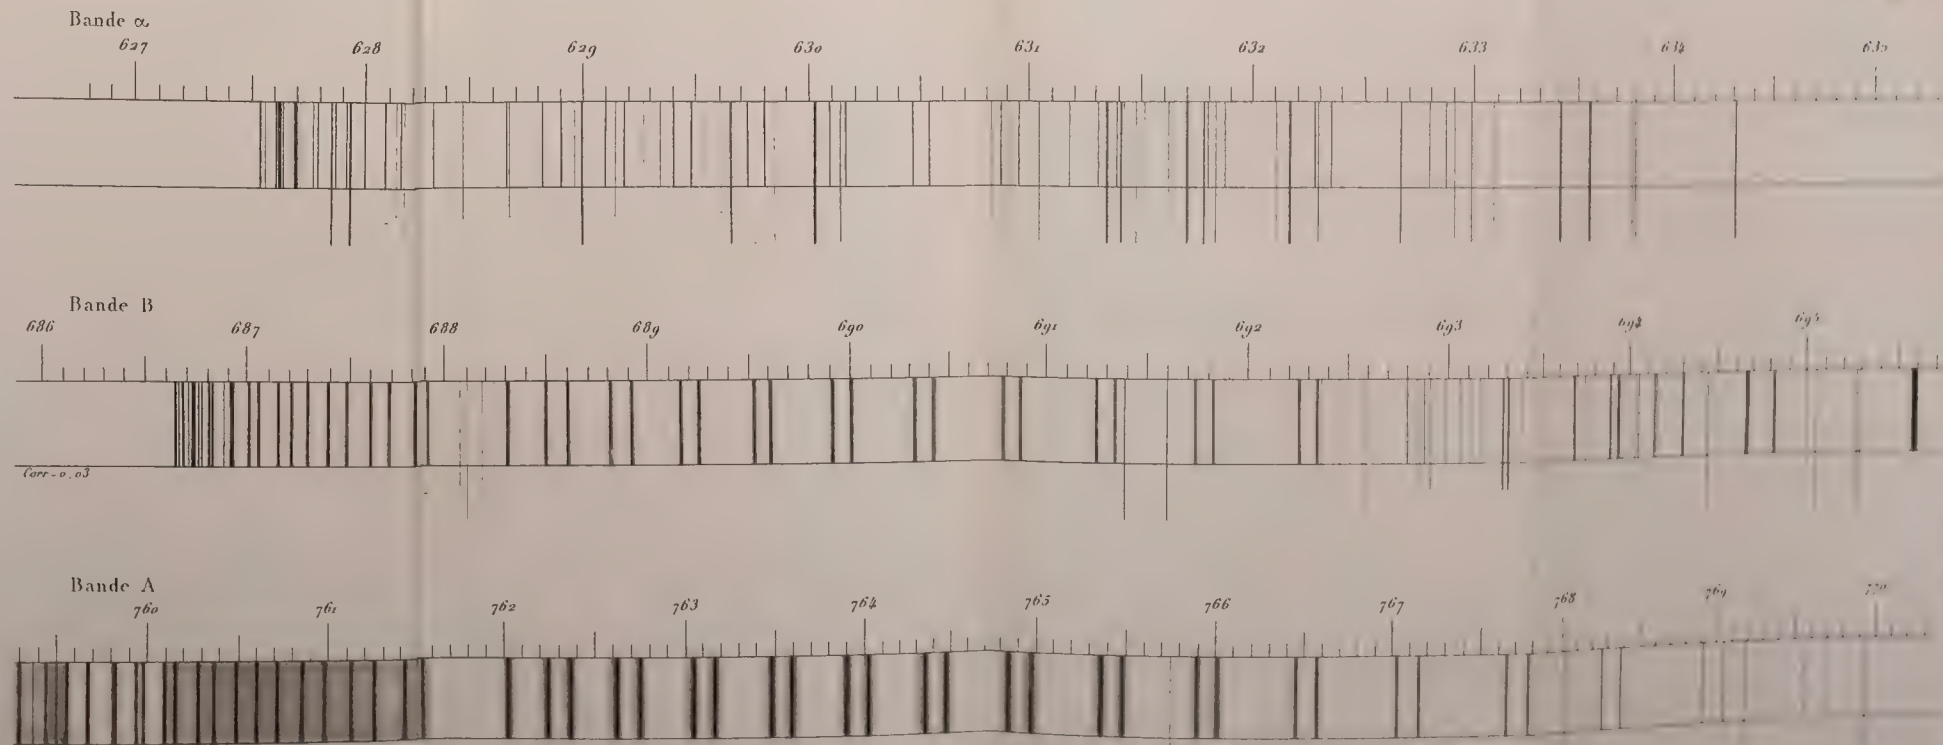 Bande α
627 628 629 630 631 632 633 634 635
Bande B
686 687 688 689 690 691 692 693 694 695
Corr - 0,03
Bande A
760 761 762 763 764 765 766 767 768 769 770